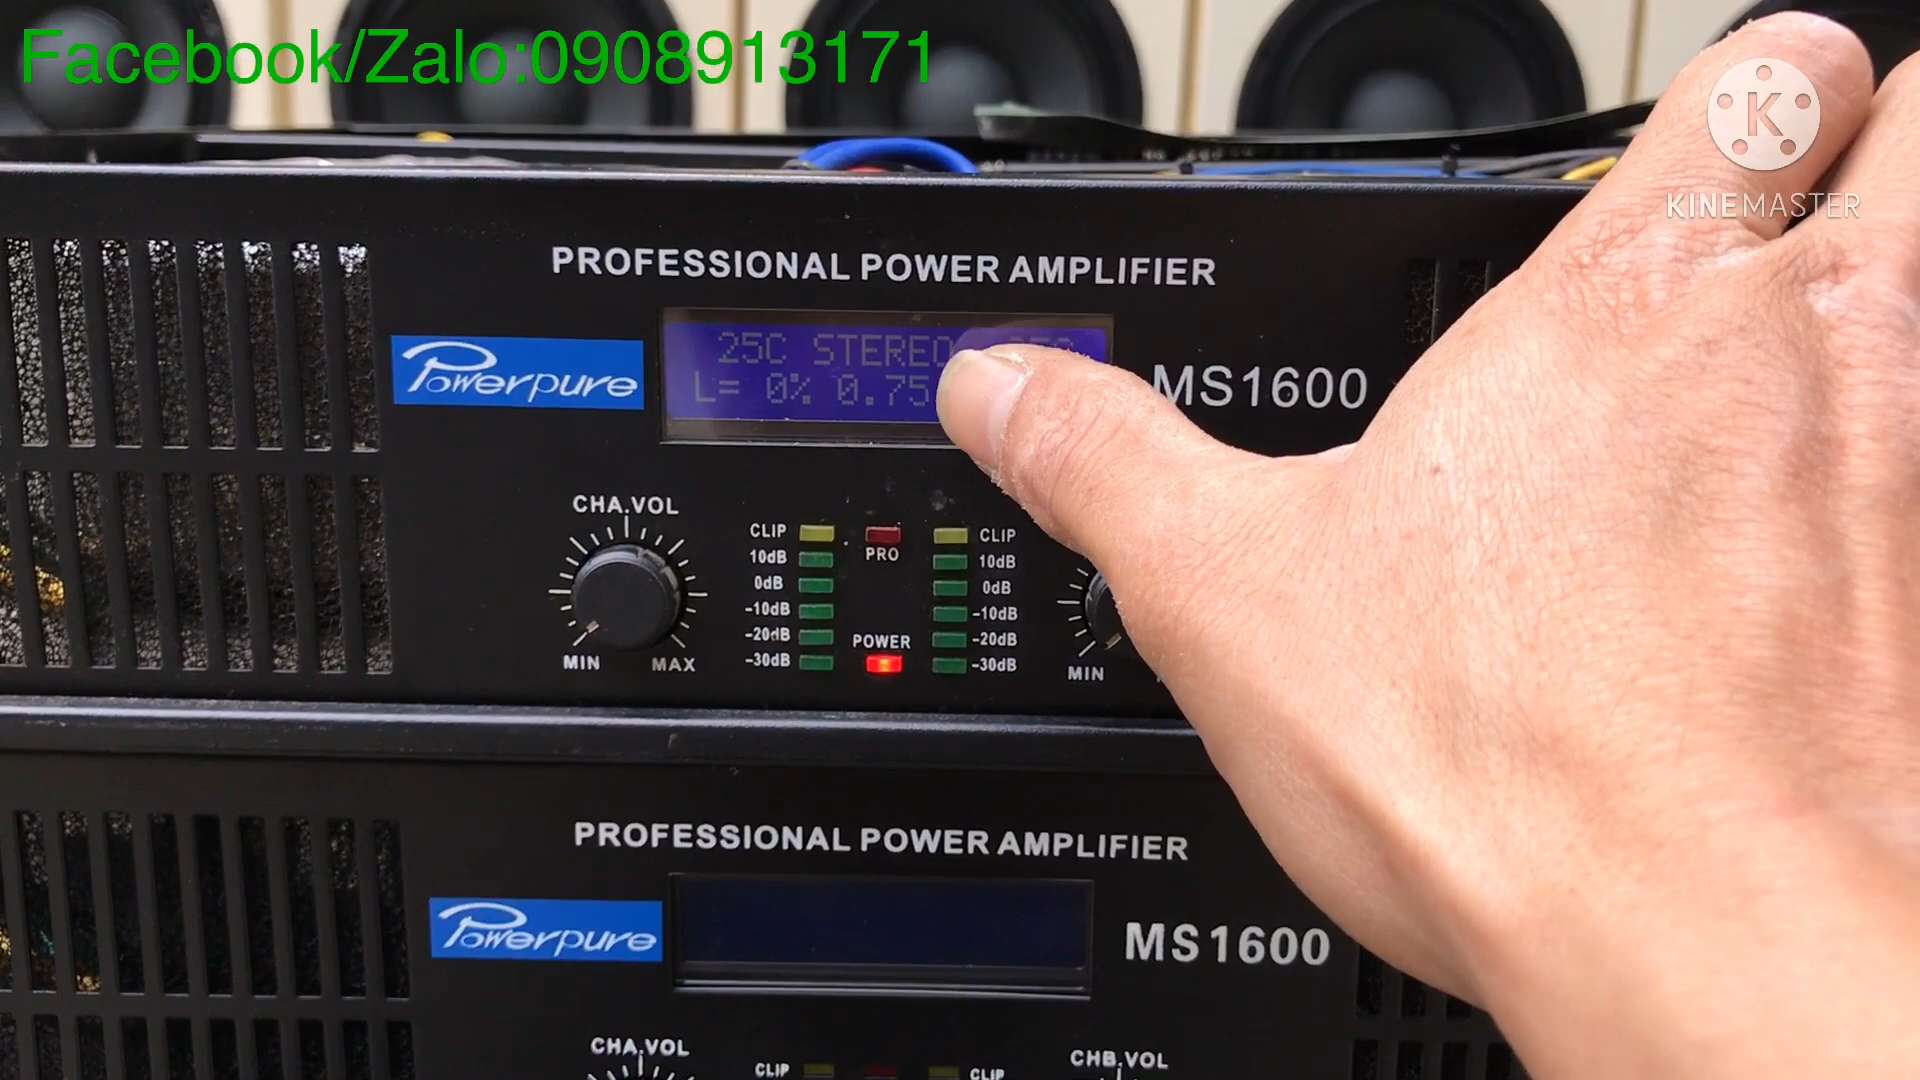 Facebook/Zalo:0908913171
K
KINEMASTER
PROFESSIONAL POWER AMPLIFIER
Powerpure
25C STEREO
L= 0% 0.75
MS1600
CHA.VOL
MIN
MAX
CLIP
10dB
0dB
-10dB
-20dB
-30dB
PRO
POWER
CLIP
10dB
0dB
-10dB
-20dB
-30dB
MIN
PROFESSIONAL POWER AMPLIFIER
Powerpure
MS1600
CHA.VOL
CLIP
CLIP
CHB.VOL